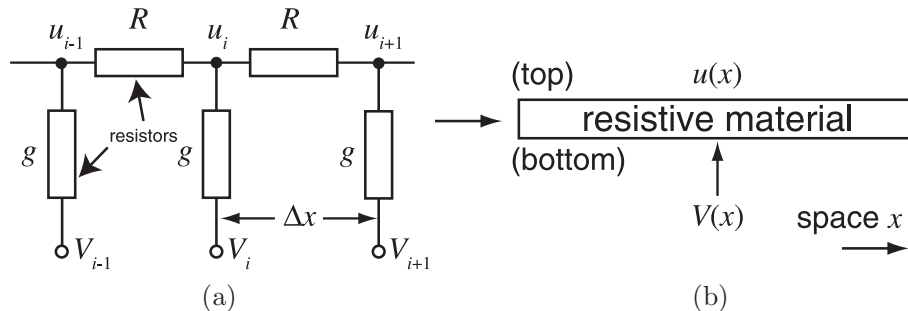 R R
u_{i-1} u_i u_{i+1}
resistors
g g g
Δx
V_{i-1} V_i V_{i+1}
(a)
(top) u(x)
resistive material
(bottom)
V(x)
space x
(b)